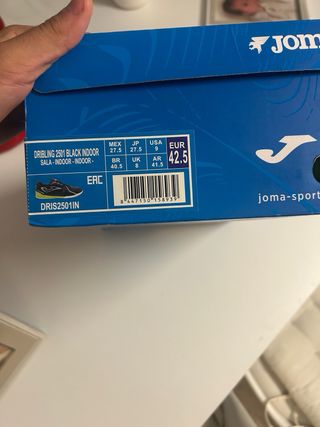 JOMA
DRIBLING 2501 BLACK INDOOR
SALA - INDOOR - INDOOR -
MEX 27.5
JP 27.5
USA 9
EUR 42.5
BR 40.5
UK 8
AR 41.5
EAC
8 447150 158939
DRIS2501IN
joma-sport